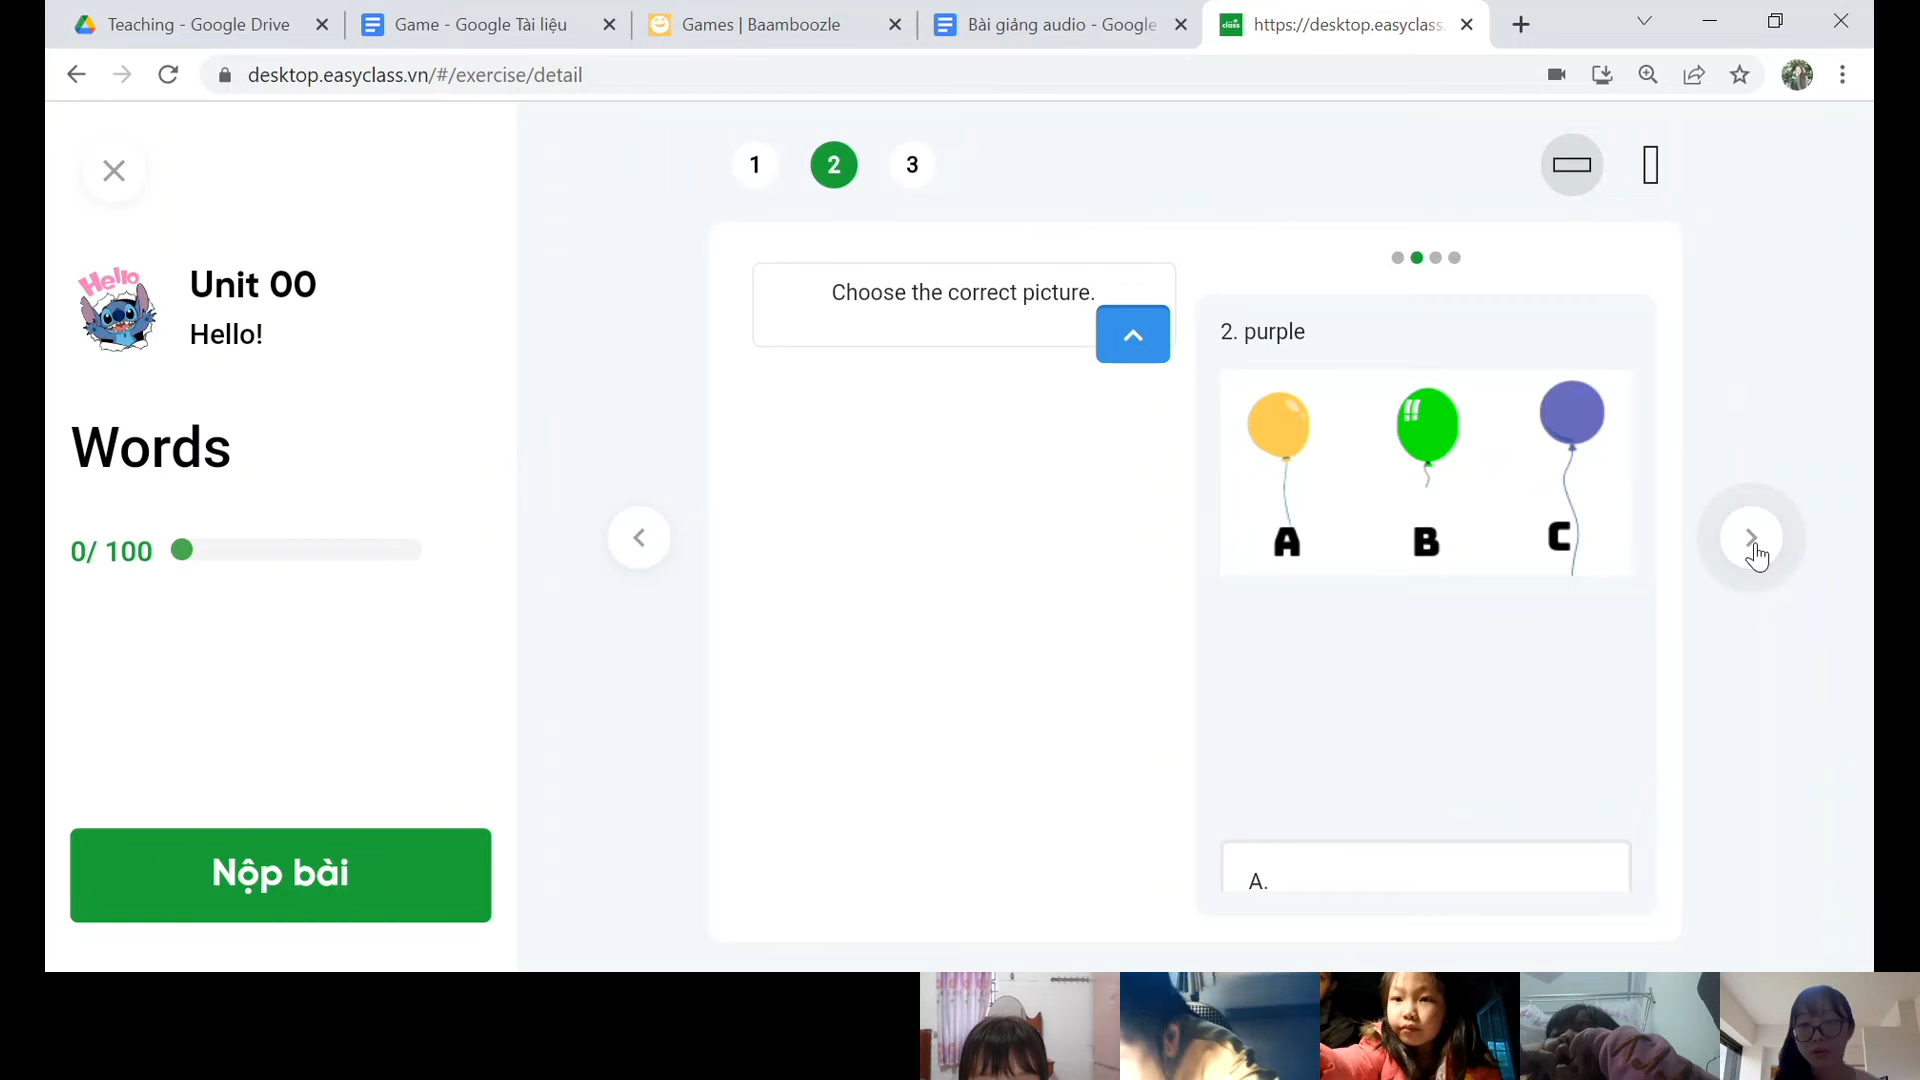 Teaching - Google Drive
Game - Google Tài liệu
Games | Baamboozle
Bài giảng audio - Google
https://desktop.easyclass.
desktop.easyclass.vn/#/exercise/detail
1 2 3
Hello
Unit 00
Hello!
Words
0/ 100
Nộp bài
Choose the correct picture.
2. purple
A B C
A.